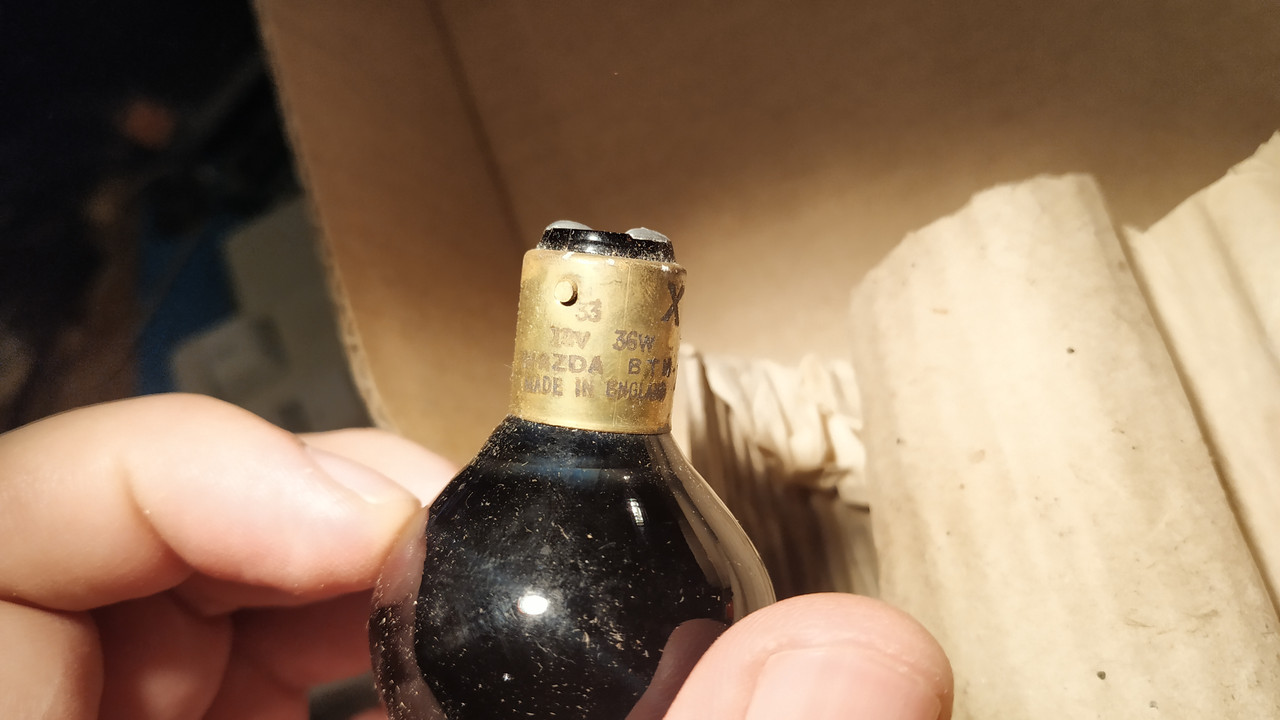 X
33
12V 36W
MAZDA B.T.H.
MADE IN ENGLAND